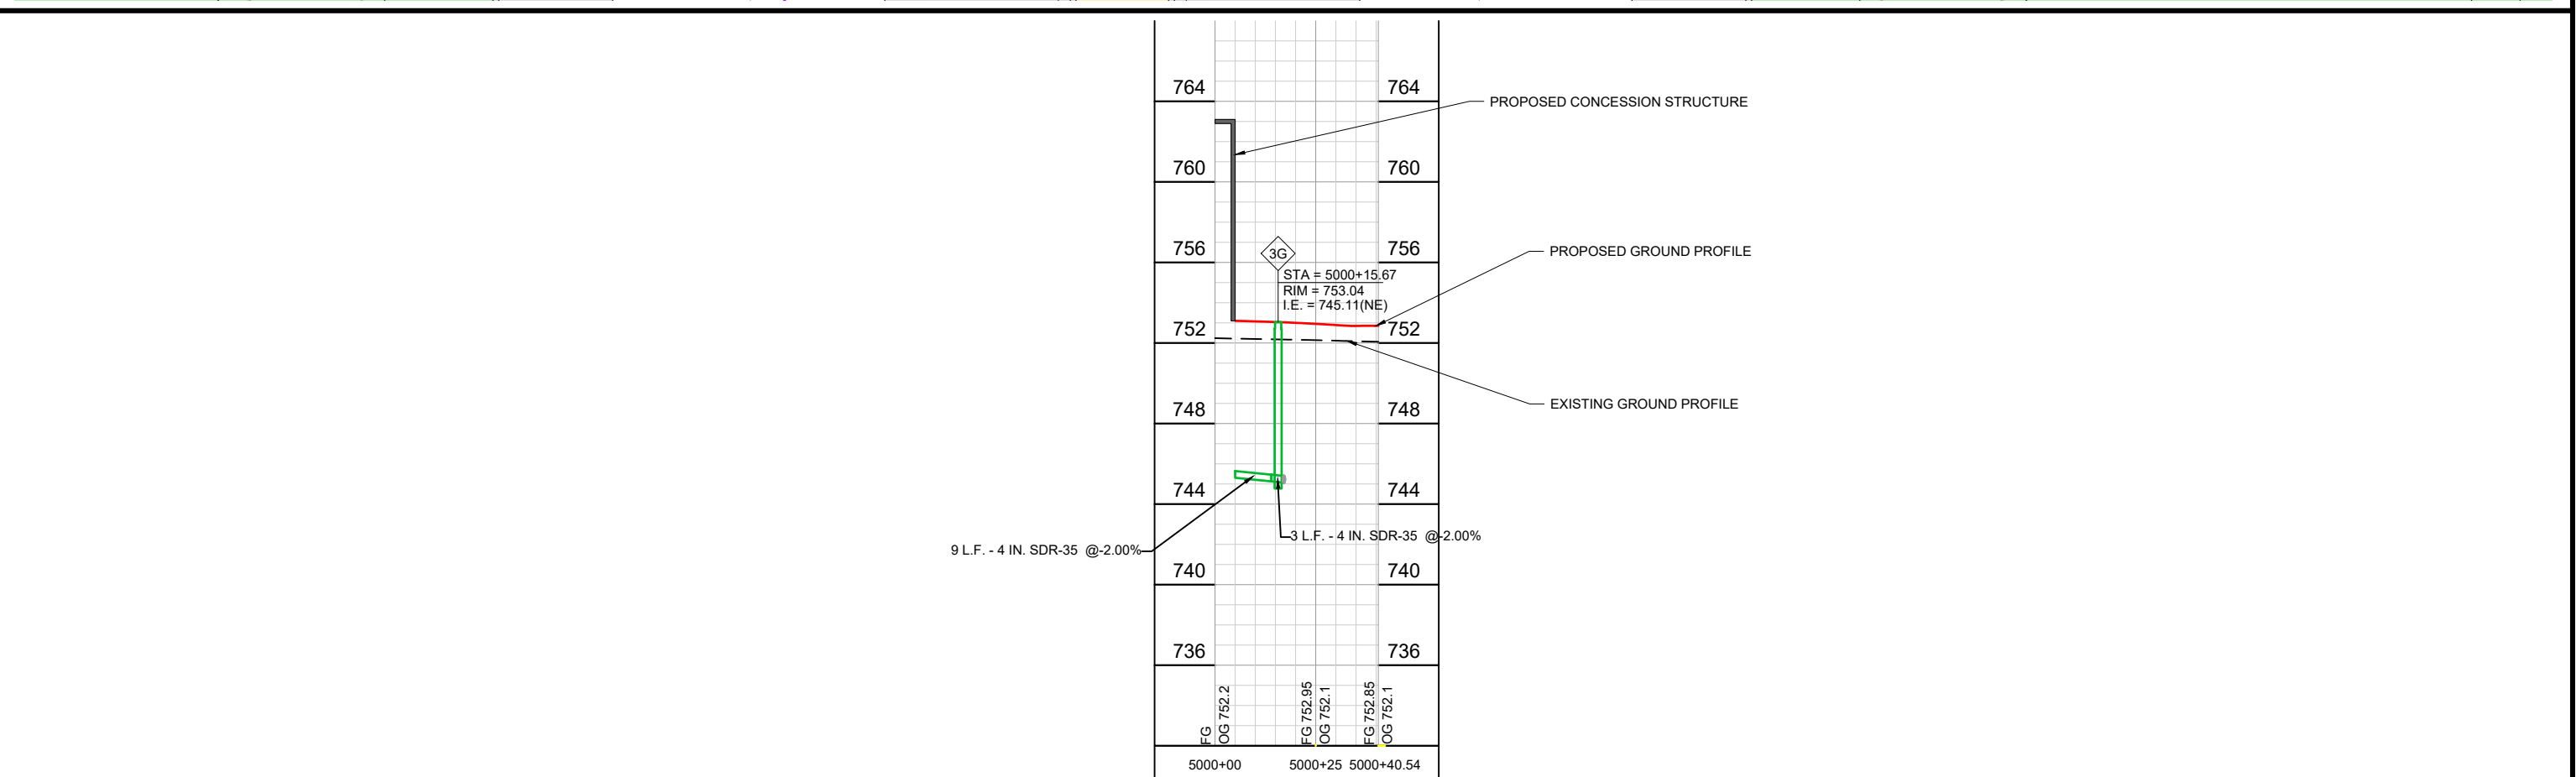 764 764
PROPOSED CONCESSION STRUCTURE
760 760
3G
756 756
PROPOSED GROUND PROFILE
STA = 5000+15.67
RIM = 753.04
I.E. = 745.11(NE)
752 752
748 748
EXISTING GROUND PROFILE
744 744
3 L.F. - 4 IN. SDR-35 @-2.00%
9 L.F. - 4 IN. SDR-35 @-2.00%
740 740
736 736
FG
OG 752.2
FG 752.95
OG 752.1
FG 752.85
OG 752.1
5000+00 5000+25 5000+40.54